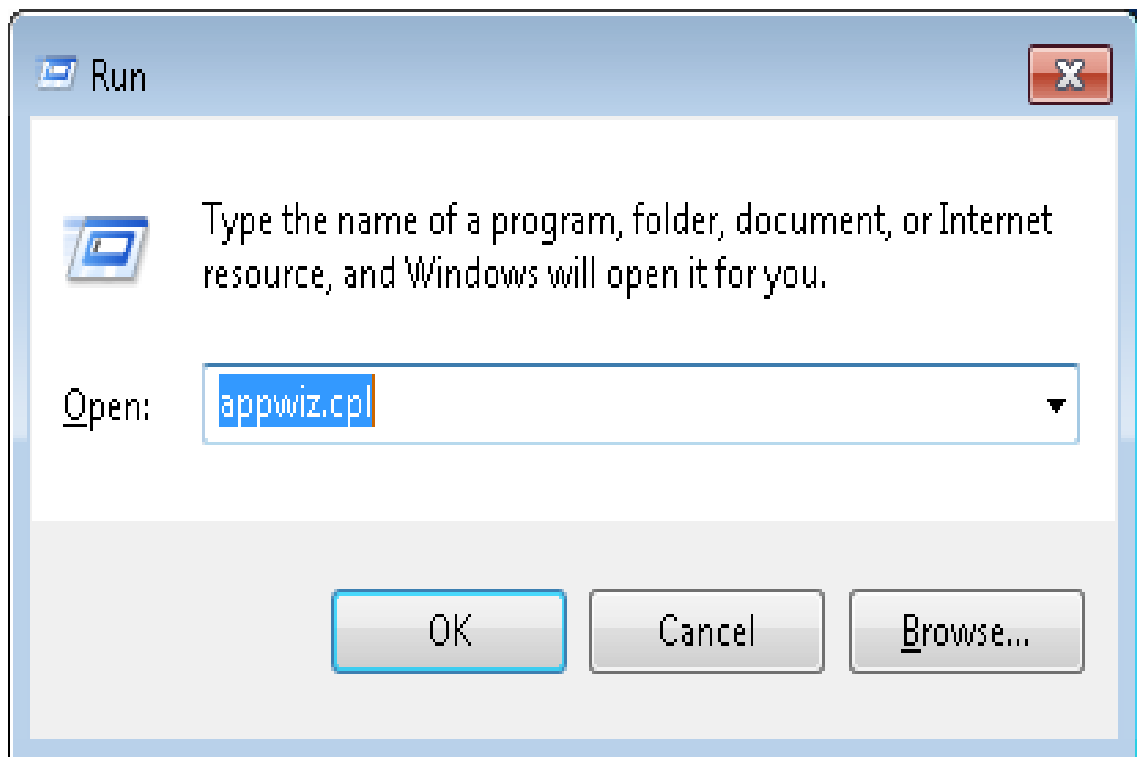 Run
Type the name of a program, folder, document, or Internet
resource, and Windows will open it for you.
Open: appwiz.cpl
OK Cancel Browse...